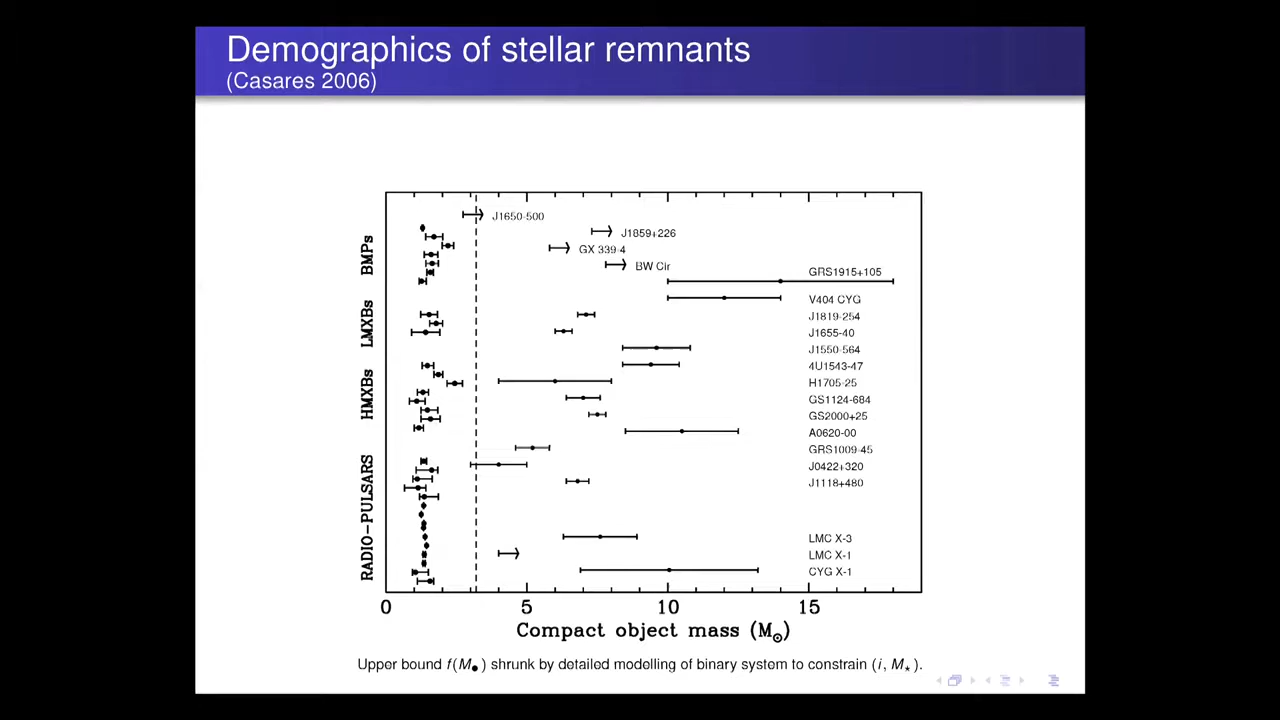 Demographics of stellar remnants
(Casares 2006)
J1650-500
J1859+226
GX 339-4
BW Cir
GRS1915+105
V404 CYG
J1819-254
J1655-40
J1550-564
4U1543-47
H1705-25
GS1124-684
GS2000+25
A0620-00
GRS1009-45
J0422+320
J1118+480
LMC X-3
LMC X-1
CYG X-1
BMPs
LMXBs
HMXBs
RADIO-PULSARS
0 5 10 15
Compact object mass (M⊙)
Upper bound f(M●) shrunk by detailed modelling of binary system to constrain (i, M⋆).